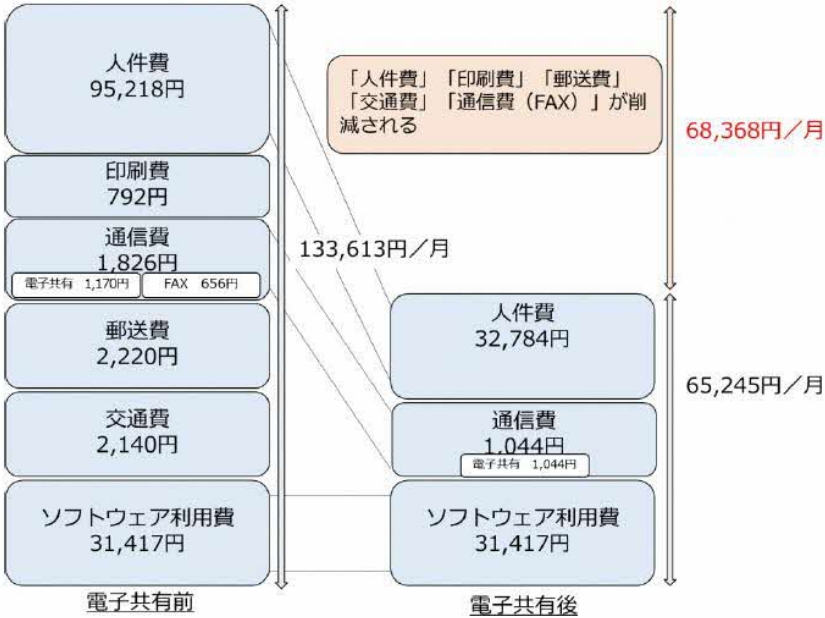 人件費
95,218円
印刷費
792円
通信費
1,826円
電子共有 1,170円
FAX 656円
郵送費
2,220円
交通費
2,140円
ソフトウェア利用費
31,417円
電子共有前
133,613円／月
「人件費」「印刷費」「郵送費」
「交通費」「通信費（FAX）」が削
減される
68,368円／月
人件費
32,784円
通信費
1,044円
電子共有 1,044円
ソフトウェア利用費
31,417円
電子共有後
65,245円／月